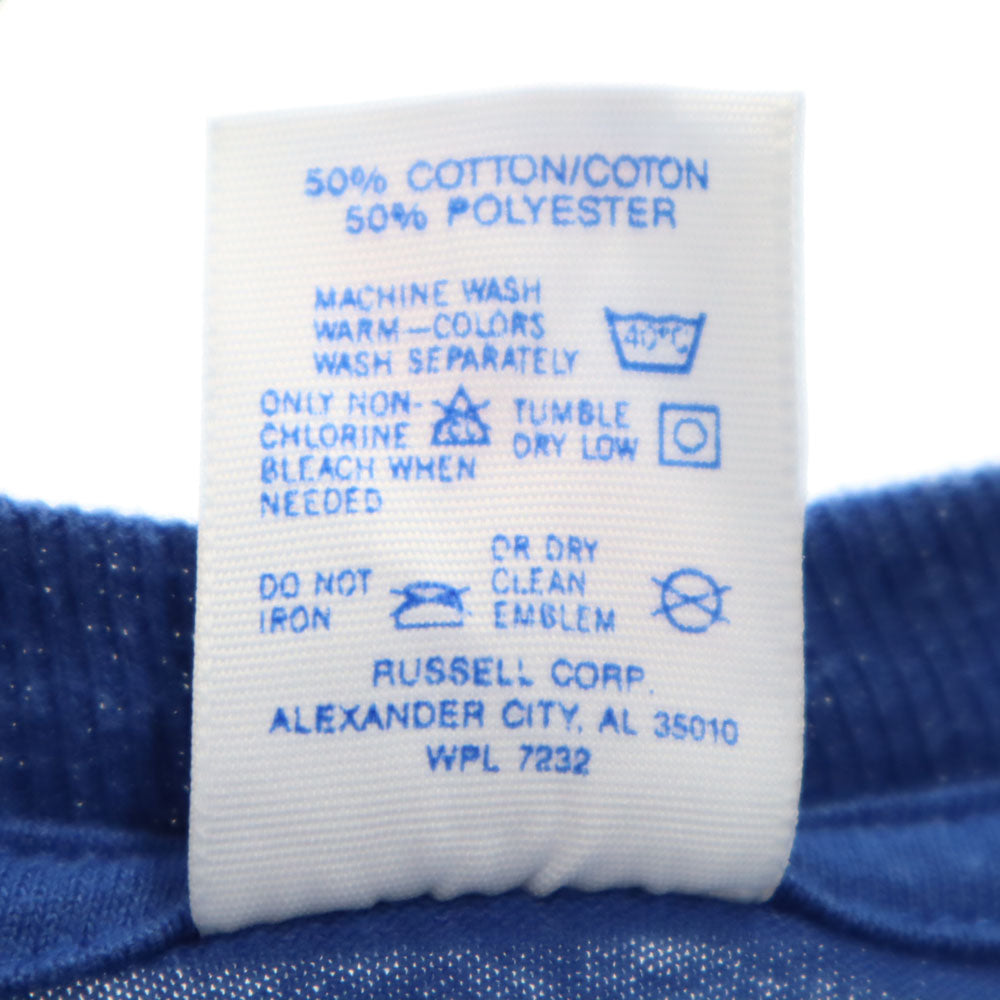 50% COTTON/COTON
50% POLYESTER
MACHINE WASH
WARM—COLORS
WASH SEPARATELY
40°C
ONLY NON-
CHLORINE
BLEACH WHEN
NEEDED
CL
TUMBLE
DRY LOW
DO NOT
IRON
OR DRY
CLEAN
EMBLEM
RUSSELL CORP.
ALEXANDER CITY, AL 35010
WPL 7232